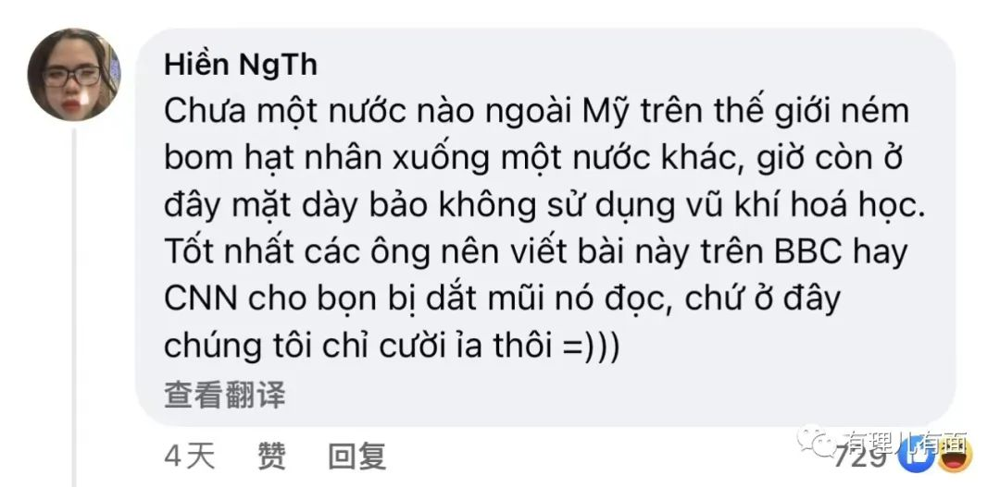 Hiền NgTh
Chưa một nước nào ngoài Mỹ trên thế giới ném
bom hạt nhân xuống một nước khác, giờ còn ở
đây mặt dày bảo không sử dụng vũ khí hoá học.
Tốt nhất các ông nên viết bài này trên BBC hay
CNN cho bọn bị dắt mũi nó đọc, chứ ở đây
chúng tôi chỉ cười ỉa thôi =)))
查看翻译
4天 赞 回复 729
有理儿有面